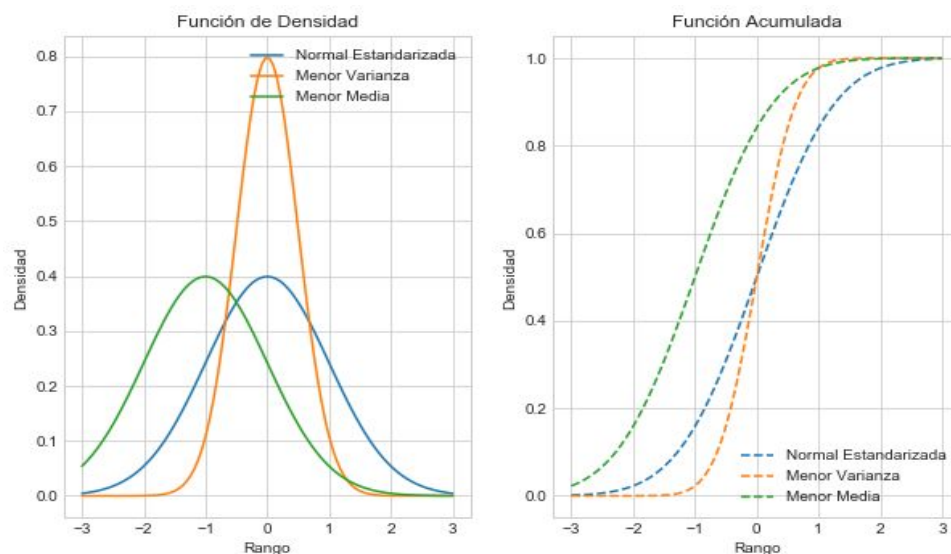 Función de Densidad
Normal Estandarizada
Menor Varianza
Menor Media
0.8
0.7
0.6
0.5
0.4
0.3
0.2
0.1
0.0
Densidad
−3 −2 −1 0 1 2 3
Rango
Función Acumulada
1.0
0.8
0.6
0.4
0.2
0.0
Densidad
Normal Estandarizada
Menor Varianza
Menor Media
−3 −2 −1 0 1 2 3
Rango